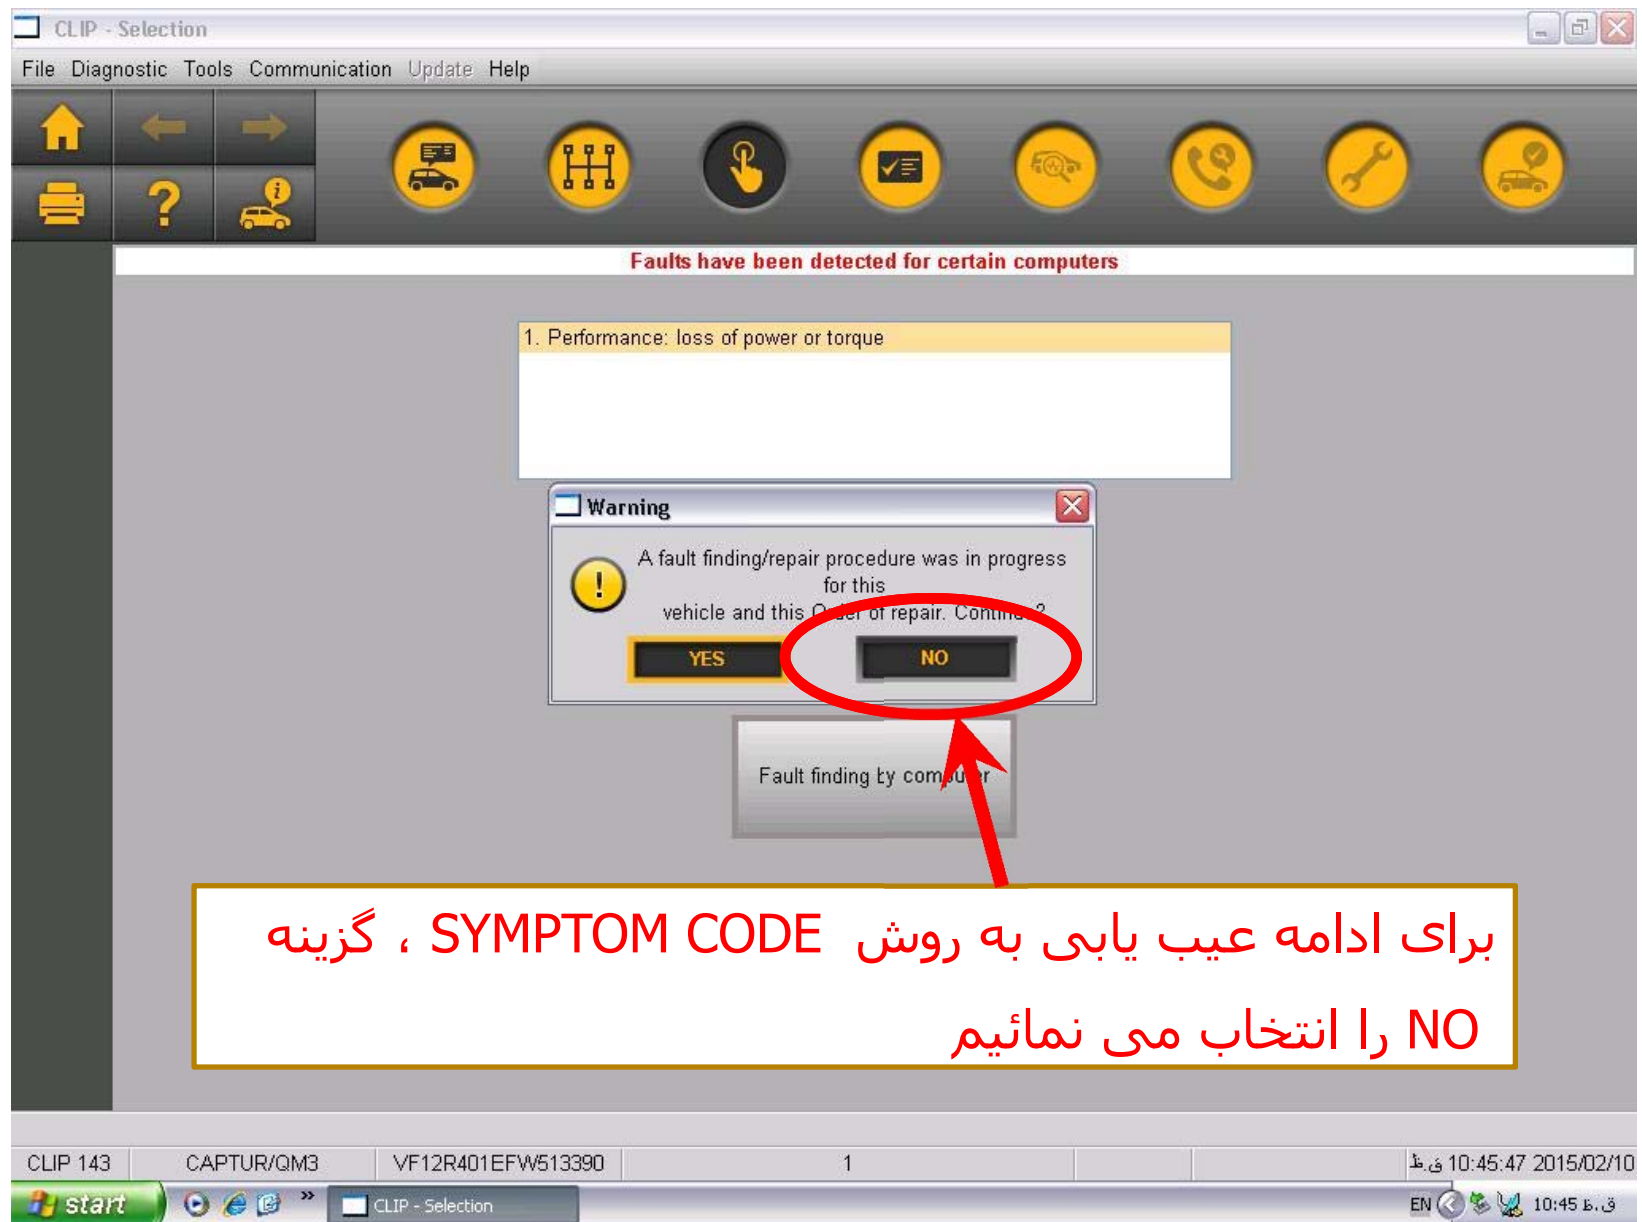 CLIP - Selection
File Diagnostic Tools Communication Update Help
Faults have been detected for certain computers
1. Performance: loss of power or torque
Warning
A fault finding/repair procedure was in progress
for this
vehicle and this Order of repair. Continue?
YES NO
Fault finding by computer
برای ادامه عیب یابی به روش SYMPTOM CODE ، گزینه
NO را انتخاب می نمائیم
CLIP 143 CAPTUR/QM3 VF12R401EFW513390 1 ق.ظ 10:45:47 2015/02/10
start » CLIP - Selection EN 10:45 ق.ظ